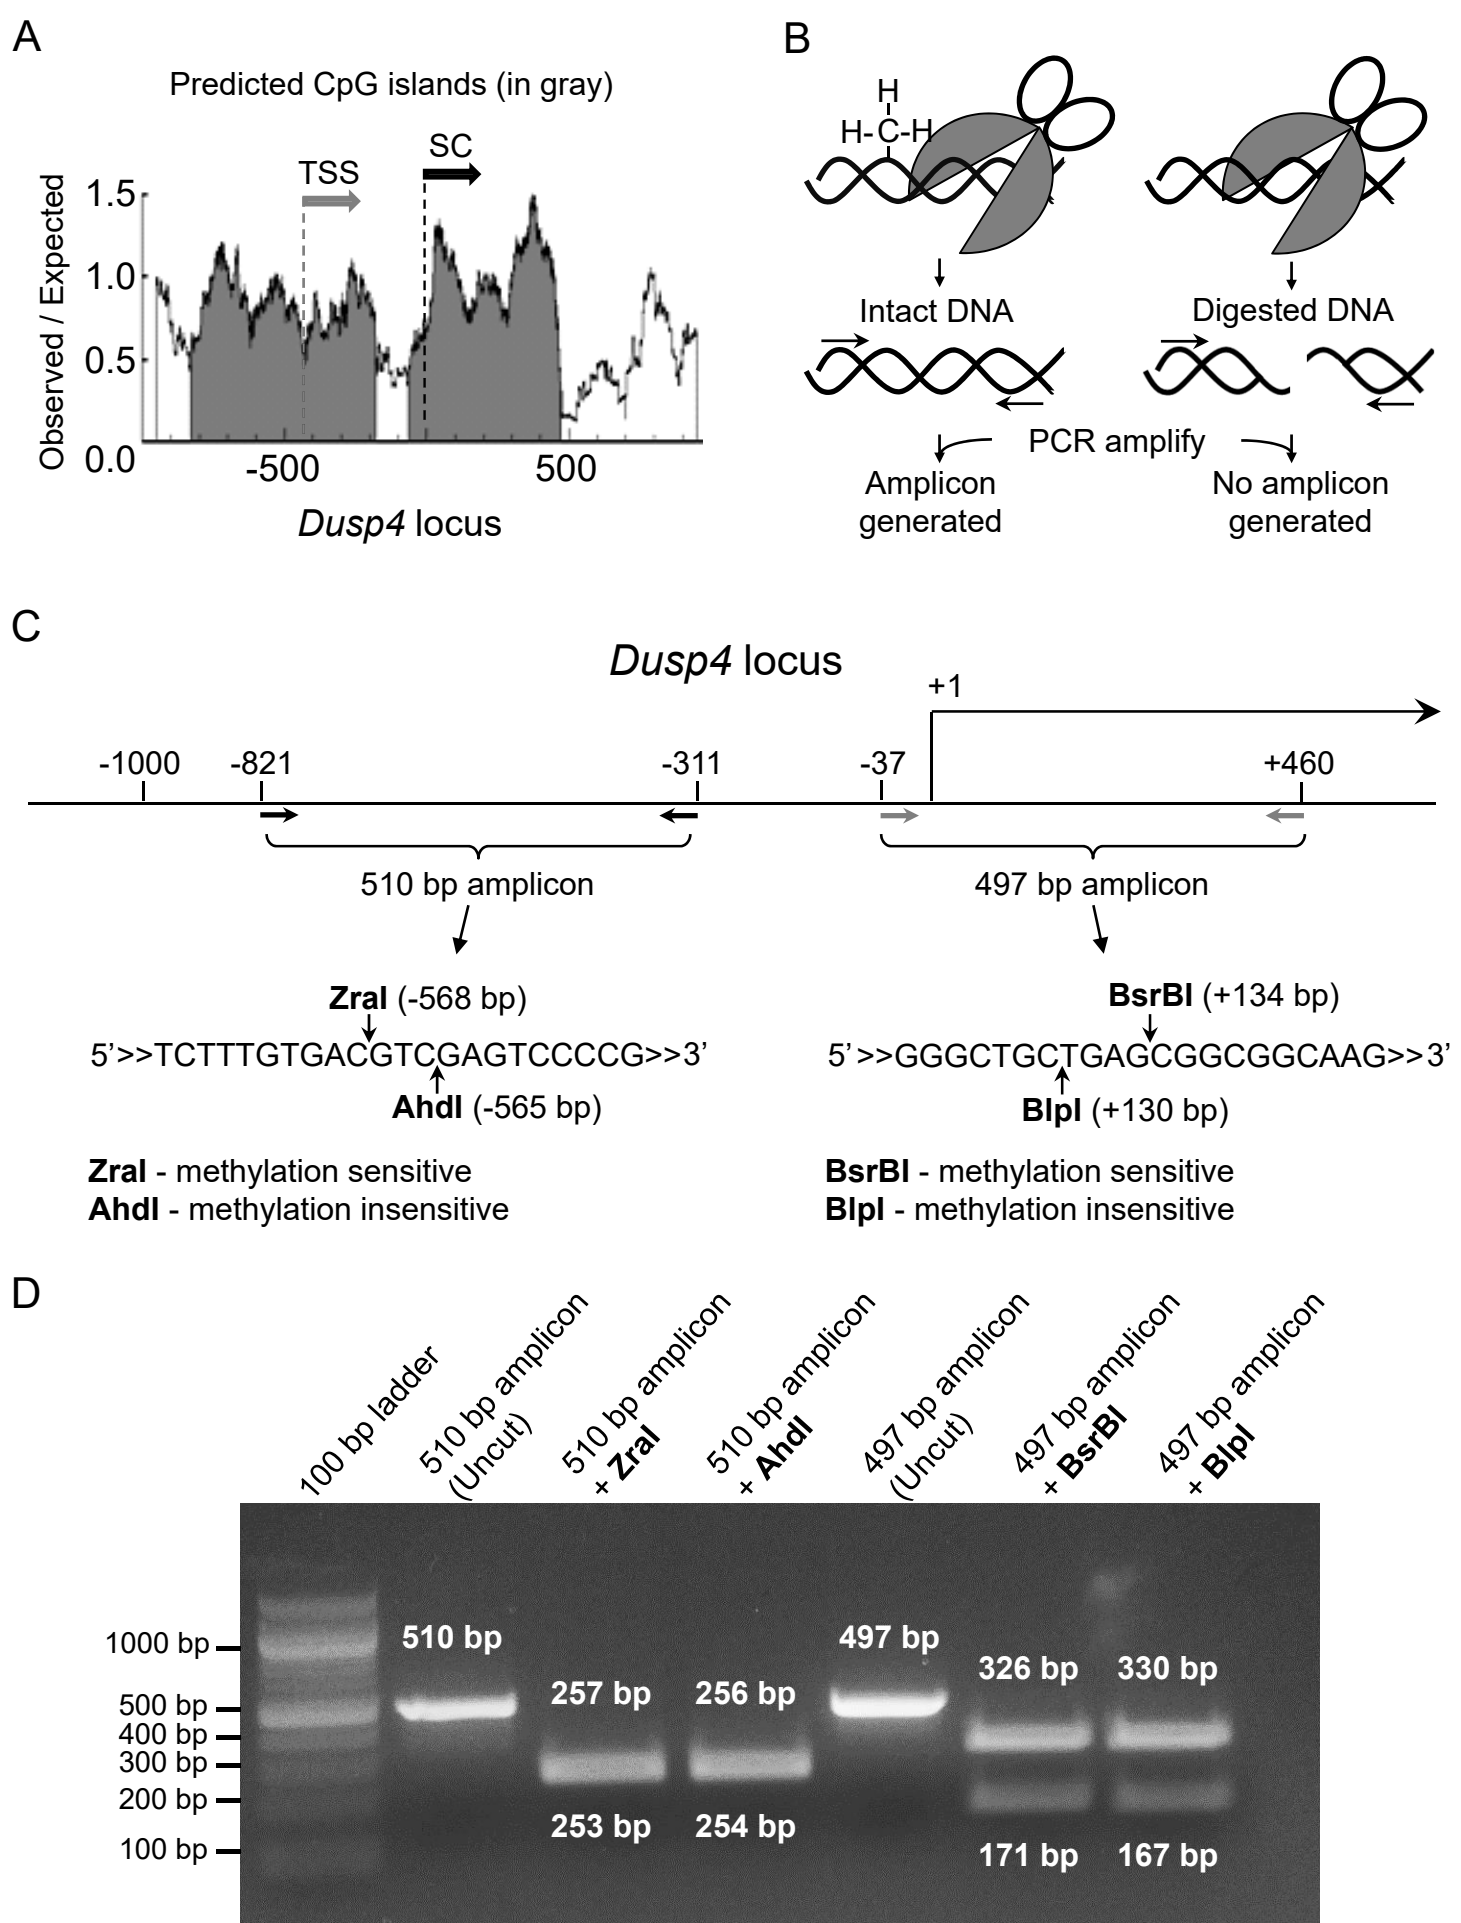 A
Predicted CpG islands (in gray)
TSS
SC
Observed / Expected
1.5
1.0
0.5
0.0
-500
500
Dusp4 locus
B
H
H-C-H
Intact DNA
Digested DNA
PCR amplify
Amplicon
generated
No amplicon
generated
C
Dusp4 locus
+1
-1000
-821
-311
-37
+460
510 bp amplicon
497 bp amplicon
ZraI (-568 bp)
5’>>TCTTTGTGACGTCGAGTCCCCG>>3’
AhdI (-565 bp)
BsrBI (+134 bp)
5’>>GGGCTGCTGAGCGGCGGCAAG>>3’
BlpI (+130 bp)
ZraI - methylation sensitive
AhdI - methylation insensitive
BsrBI - methylation sensitive
BlpI - methylation insensitive
D
100 bp ladder
510 bp amplicon
(Uncut)
510 bp amplicon
+ ZraI
510 bp amplicon
+ AhdI
497 bp amplicon
(Uncut)
497 bp amplicon
+ BsrBI
497 bp amplicon
+ BlpI
1000 bp
500 bp
400 bp
300 bp
200 bp
100 bp
510 bp
257 bp
256 bp
497 bp
326 bp
330 bp
253 bp
254 bp
171 bp
167 bp